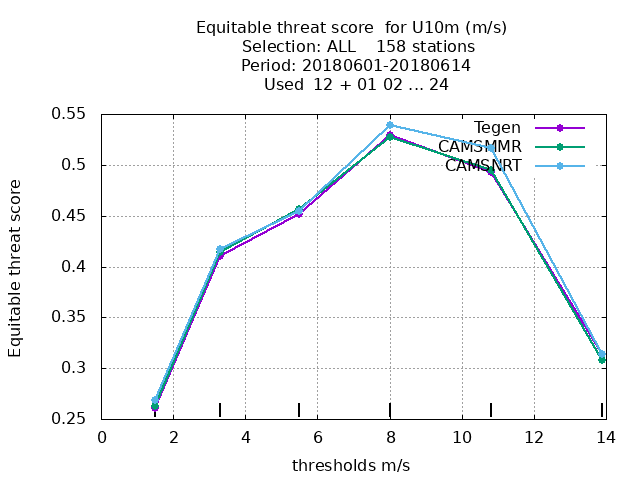 Equitable threat score  for U10m (m/s)
Selection: ALL    158 stations
Period: 20180601-20180614
Used  12 + 01 02 ... 24
0.55
0.5
0.45
0.4
0.35
0.3
0.25
Equitable threat score
Tegen
CAMSMMR
CAMSNRT
0 2 4 6 8 10 12 14
thresholds m/s